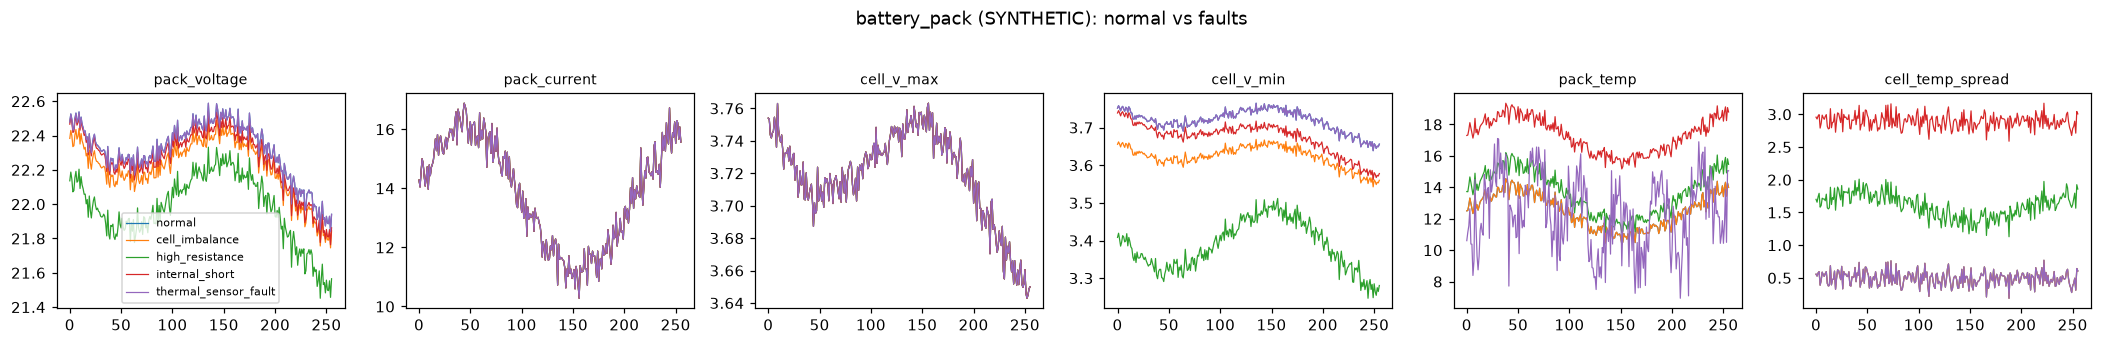 battery_pack (SYNTHETIC): normal vs faults
pack_voltage
22.6
22.4
22.2
22.0
21.8
21.6
21.4
0 50 100 150 200 250
normal
cell_imbalance
high_resistance
internal_short
thermal_sensor_fault
pack_current
16
14
12
10
0 50 100 150 200 250
cell_v_max
3.76
3.74
3.72
3.70
3.68
3.66
3.64
0 50 100 150 200 250
cell_v_min
3.7
3.6
3.5
3.4
3.3
0 50 100 150 200 250
pack_temp
18
16
14
12
10
8
0 50 100 150 200 250
cell_temp_spread
3.0
2.5
2.0
1.5
1.0
0.5
0 50 100 150 200 250